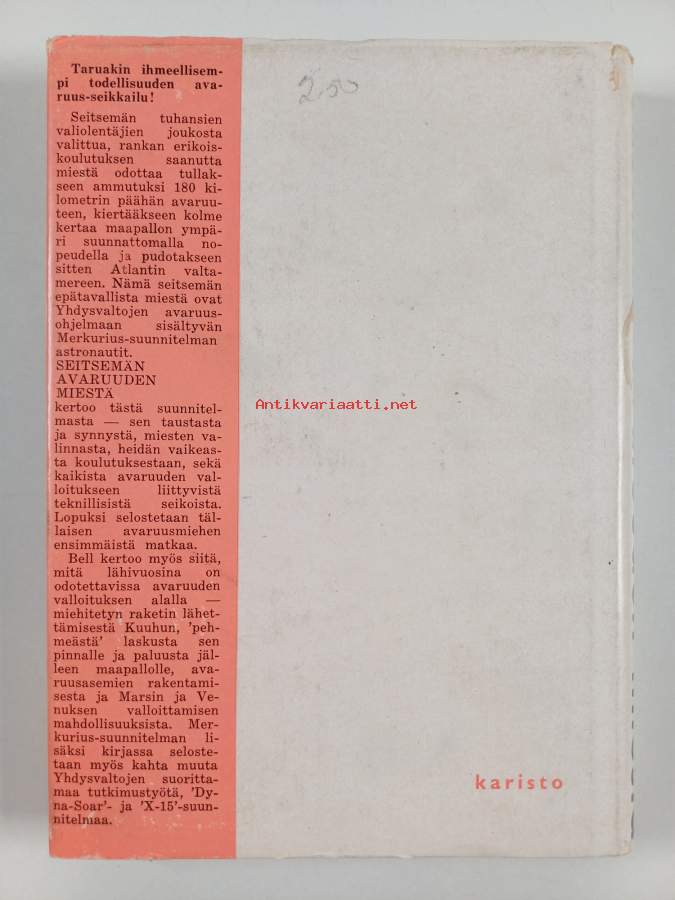 Taruakin ihmeellisem-
pi todellisuuden ava-
ruus-seikkailu!
Seitsemän tuhansien
valiolentäjien joukosta
valittua, rankan erikois-
koulutuksen saanutta
miestä odottaa tullak-
seen ammutuksi 180 ki-
lometrin päähän avaruu-
teen, kiertääkseen kolme
kertaa maapallon ympä-
ri suunnattomalla no-
peudella ja pudotakseen
sitten Atlantin valta-
mereen. Nämä seitsemän
epätavallista miestä ovat
Yhdysvaltojen avaruus-
ohjelmaan sisältyvän
Merkurius-suunnitelman
astronautit.
SEITSEMÄN
AVARUUDEN
MIESTÄ
kertoo tästä suunnitel-
masta — sen taustasta
ja synnystä, miesten va-
linnasta, heidän vaikeas-
ta koulutuksestaan, sekä
kaikista avaruuden val-
loitukseen liittyvistä
teknillisistä seikoista.
Lopuksi selostetaan täl-
laisen avaruusmiehen
ensimmäistä matkaa.
Bell kertoo myös siitä,
mitä lähivuosina on
odotettavissa avaruuden
valloituksen alalla —
miehitetyn raketin lähet-
tämisestä Kuuhun, 'peh-
meästä' laskusta sen
pinnalle ja paluusta jäl-
leen maapallolle, ava-
ruusasemien rakentami-
sesta ja Marsin ja Ve-
nuksen valloittamisen
mahdollisuuksista. Mer-
kurius-suunnitelman li-
säksi kirjassa seloste-
taan myös kahta muuta
Yhdysvaltojen suoritta-
maa tutkimustyötä, 'Dy-
na-Soar'- ja 'X-15'-suun-
nitelmaa.
2.50
Antikvariaatti.net
karisto